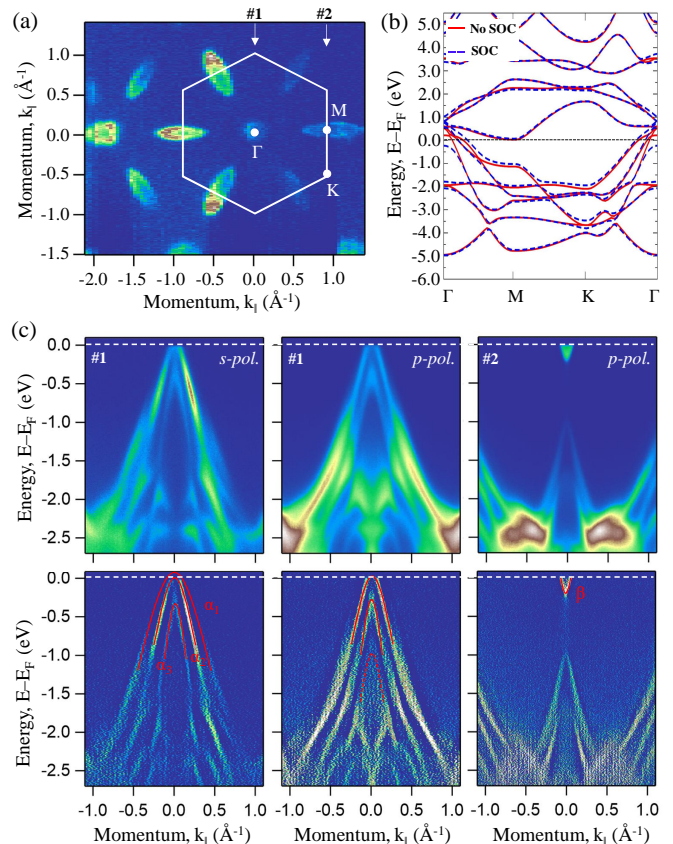 (a)
#1
#2
1.0
0.5
0.0
-0.5
-1.0
-1.5
Momentum, k∥ (Å⁻¹)
M
Γ
K
-2.0 -1.5 -1.0 -0.5 0.0 0.5 1.0
Momentum, k∥ (Å⁻¹)
(b)
No SOC
SOC
5.0
4.0
3.0
2.0
1.0
0.0
-1.0
-2.0
-3.0
-4.0
-5.0
-6.0
Energy, E–E_F (eV)
Γ M K Γ
(c)
#1 s-pol.
#1 p-pol.
#2 p-pol.
0.0
-0.5
-1.0
-1.5
-2.0
-2.5
Energy, E–E_F (eV)
α₁
β
0.0
-0.5
-1.0
-1.5
-2.0
-2.5
Energy, E–E_F (eV)
-1.0 -0.5 0.0 0.5 1.0
-1.0 -0.5 0.0 0.5 1.0
-1.0 -0.5 0.0 0.5 1.0
Momentum, k∥ (Å⁻¹)
Momentum, k∥ (Å⁻¹)
Momentum, k∥ (Å⁻¹)